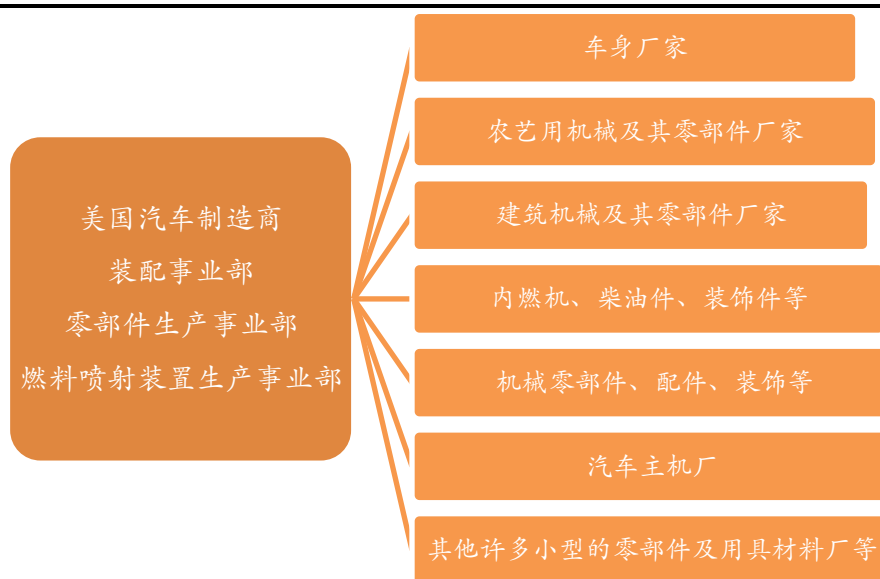 美国汽车制造商
装配事业部
零部件生产事业部
燃料喷射装置生产事业部
车身厂家
农艺用机械及其零部件厂家
建筑机械及其零部件厂家
内燃机、柴油件、装饰件等
机械零部件、配件、装饰等
汽车主机厂
其他许多小型的零部件及用具材料厂等